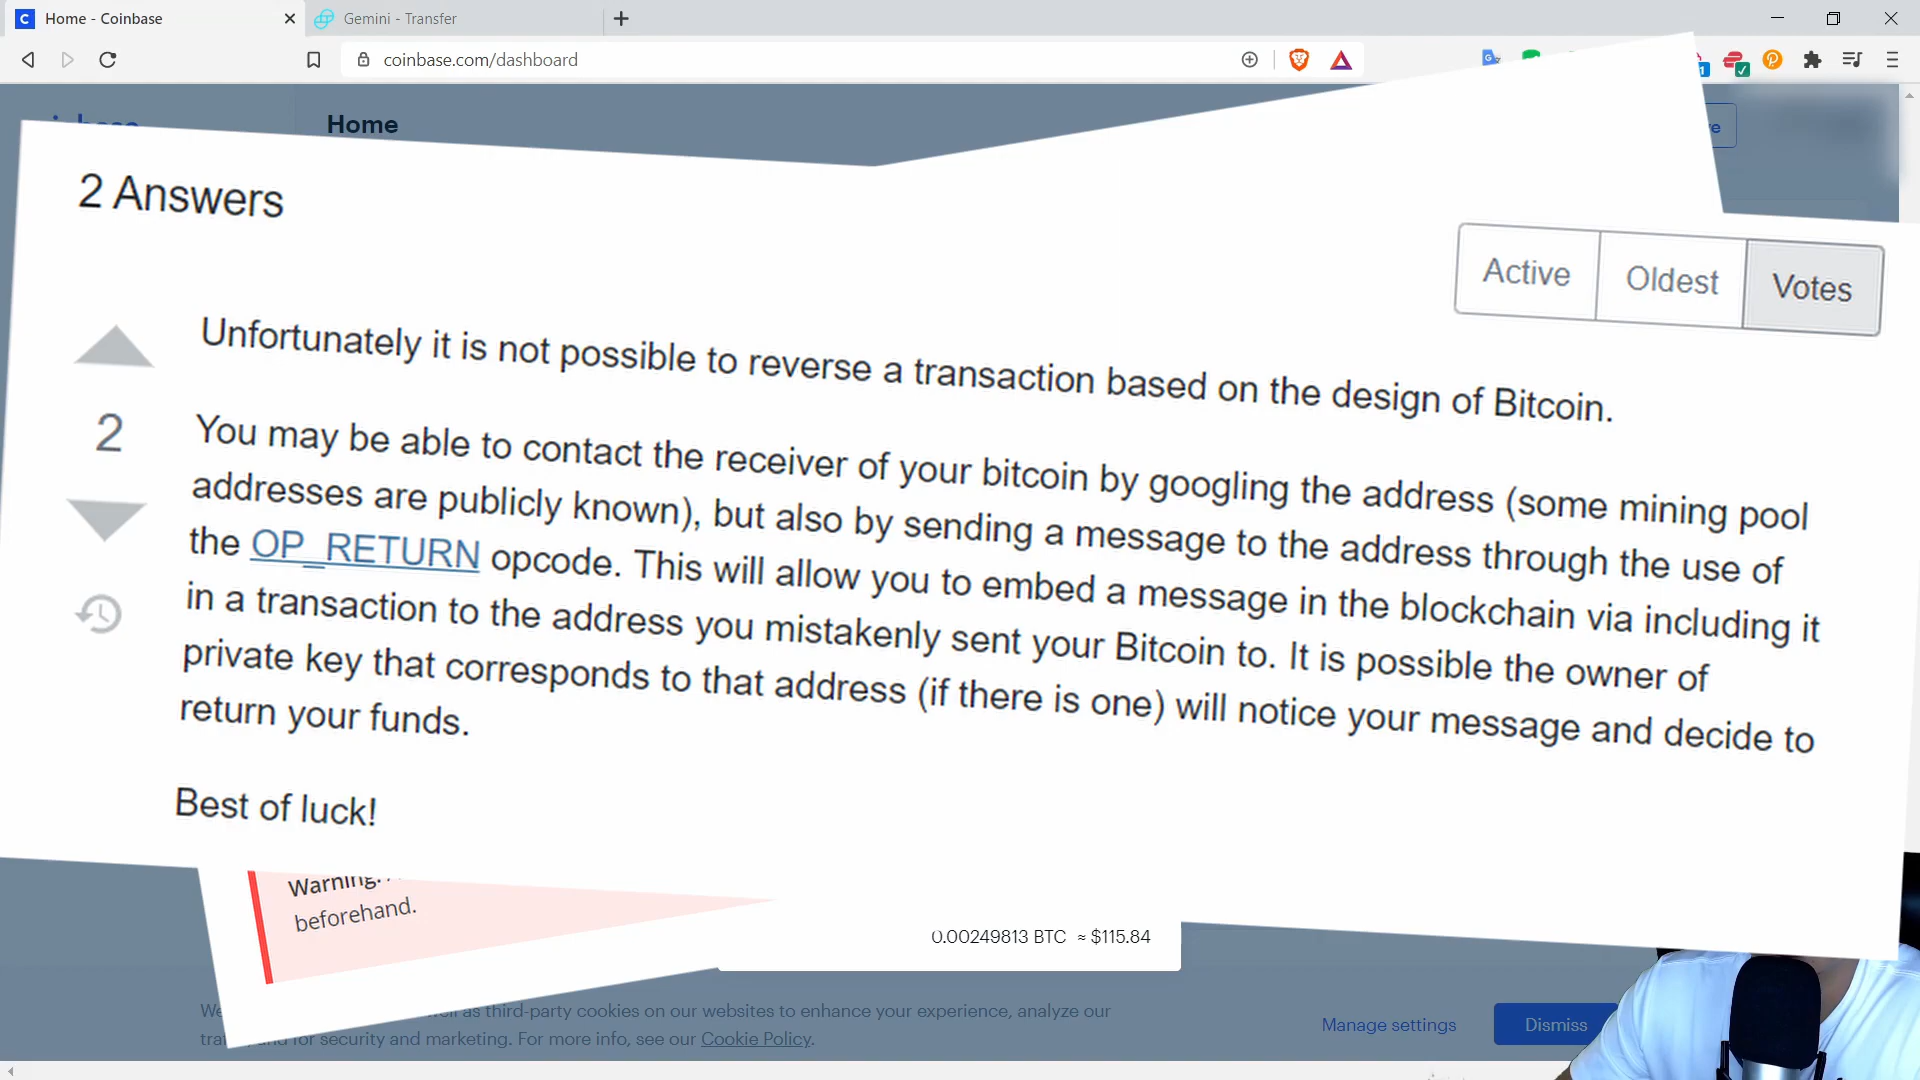 Home - Coinbase
Gemini - Transfer
coinbase.com/dashboard
Home
2 Answers
Active
Oldest
Votes
Unfortunately it is not possible to reverse a transaction based on the design of Bitcoin.
2
You may be able to contact the receiver of your bitcoin by googling the address (some mining pool
addresses are publicly known), but also by sending a message to the address through the use of
the OP_RETURN opcode. This will allow you to embed a message in the blockchain via including it
in a transaction to the address you mistakenly sent your Bitcoin to. It is possible the owner of
private key that corresponds to that address (if there is one) will notice your message and decide to
return your funds.
Best of luck!
Warning:
beforehand.
0.00249813 BTC ≈ $115.84
as third-party cookies on our websites to enhance your experience, analyze our
for security and marketing. For more info, see our Cookie Policy.
Manage settings
Dismiss